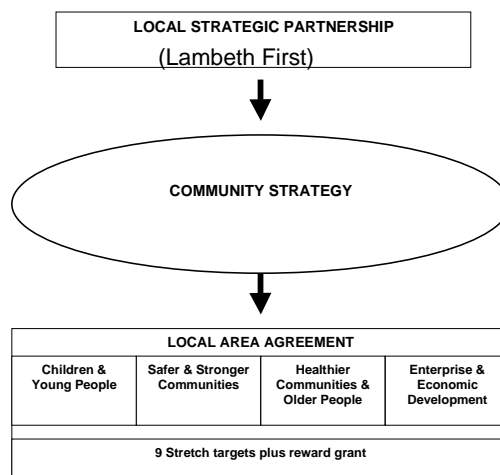 LOCAL STRATEGIC PARTNERSHIP
(Lambeth First)
COMMUNITY STRATEGY
LOCAL AREA AGREEMENT
Children &
Young People
Safer & Stronger
Communities
Healthier
Communities &
Older People
Enterprise &
Economic
Development
9 Stretch targets plus reward grant